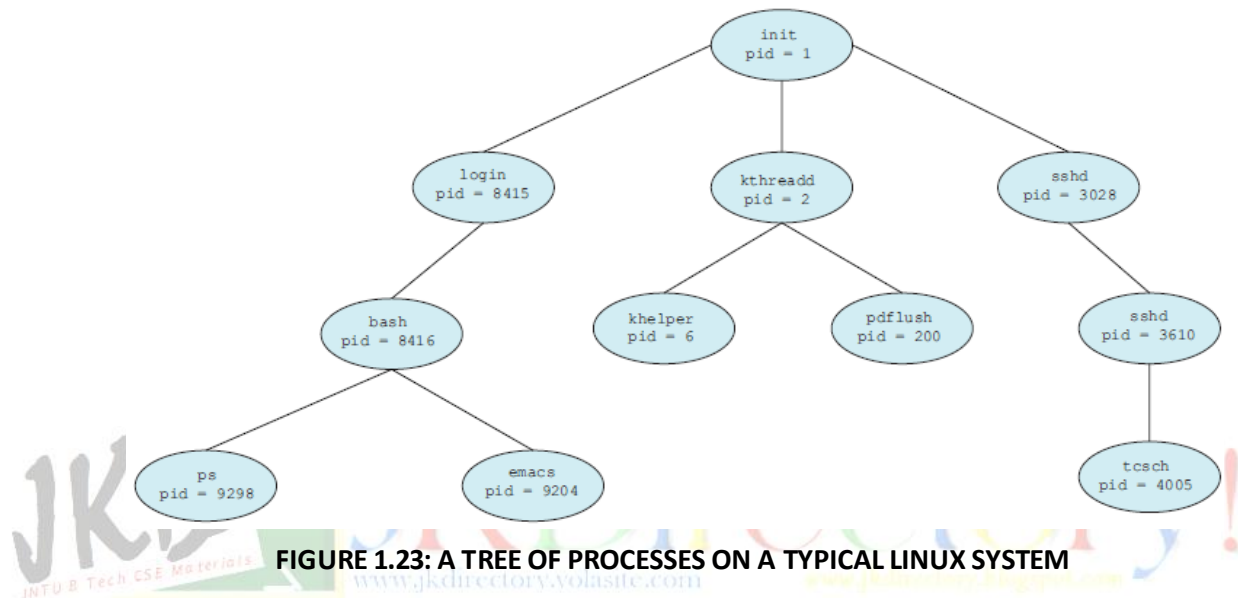 init
pid = 1
login
pid = 8415
kthreadd
pid = 2
sshd
pid = 3028
bash
pid = 8416
khelper
pid = 6
pdflush
pid = 200
sshd
pid = 3610
ps
pid = 9298
emacs
pid = 9204
tcsch
pid = 4005
FIGURE 1.23: A TREE OF PROCESSES ON A TYPICAL LINUX SYSTEM
JNTU B Tech CSE Materials
www.jkdirectory.yolasite.com